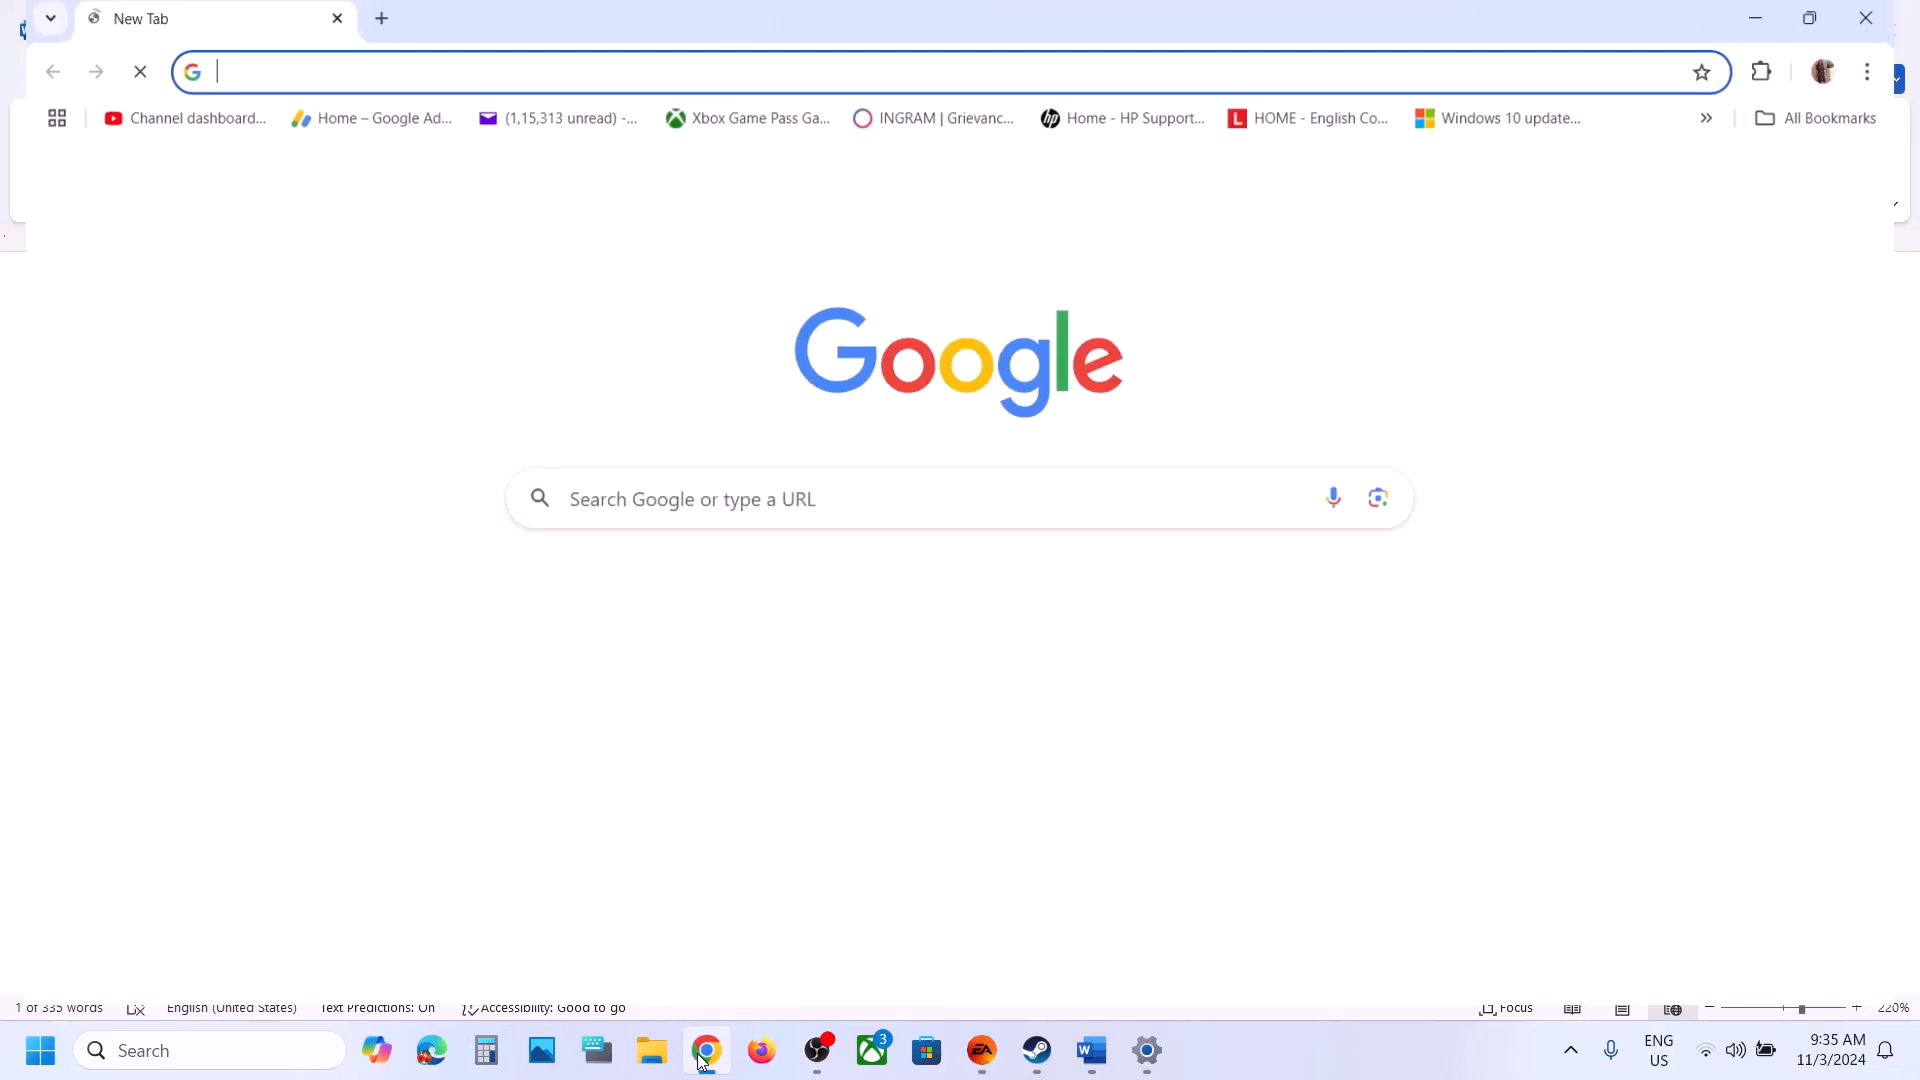 New Tab
Channel dashboard...
Home – Google Ad...
(1,15,313 unread) -...
Xbox Game Pass Ga...
INGRAM | Grievanc...
Home - HP Support...
HOME - English Co...
Windows 10 update...
All Bookmarks
Google
Search Google or type a URL
1 of 335 words
English (United States)
Text Predictions: On
Accessibility: Good to go
Focus
220%
Search
3
EA
ENG
US
9:35 AM
11/3/2024